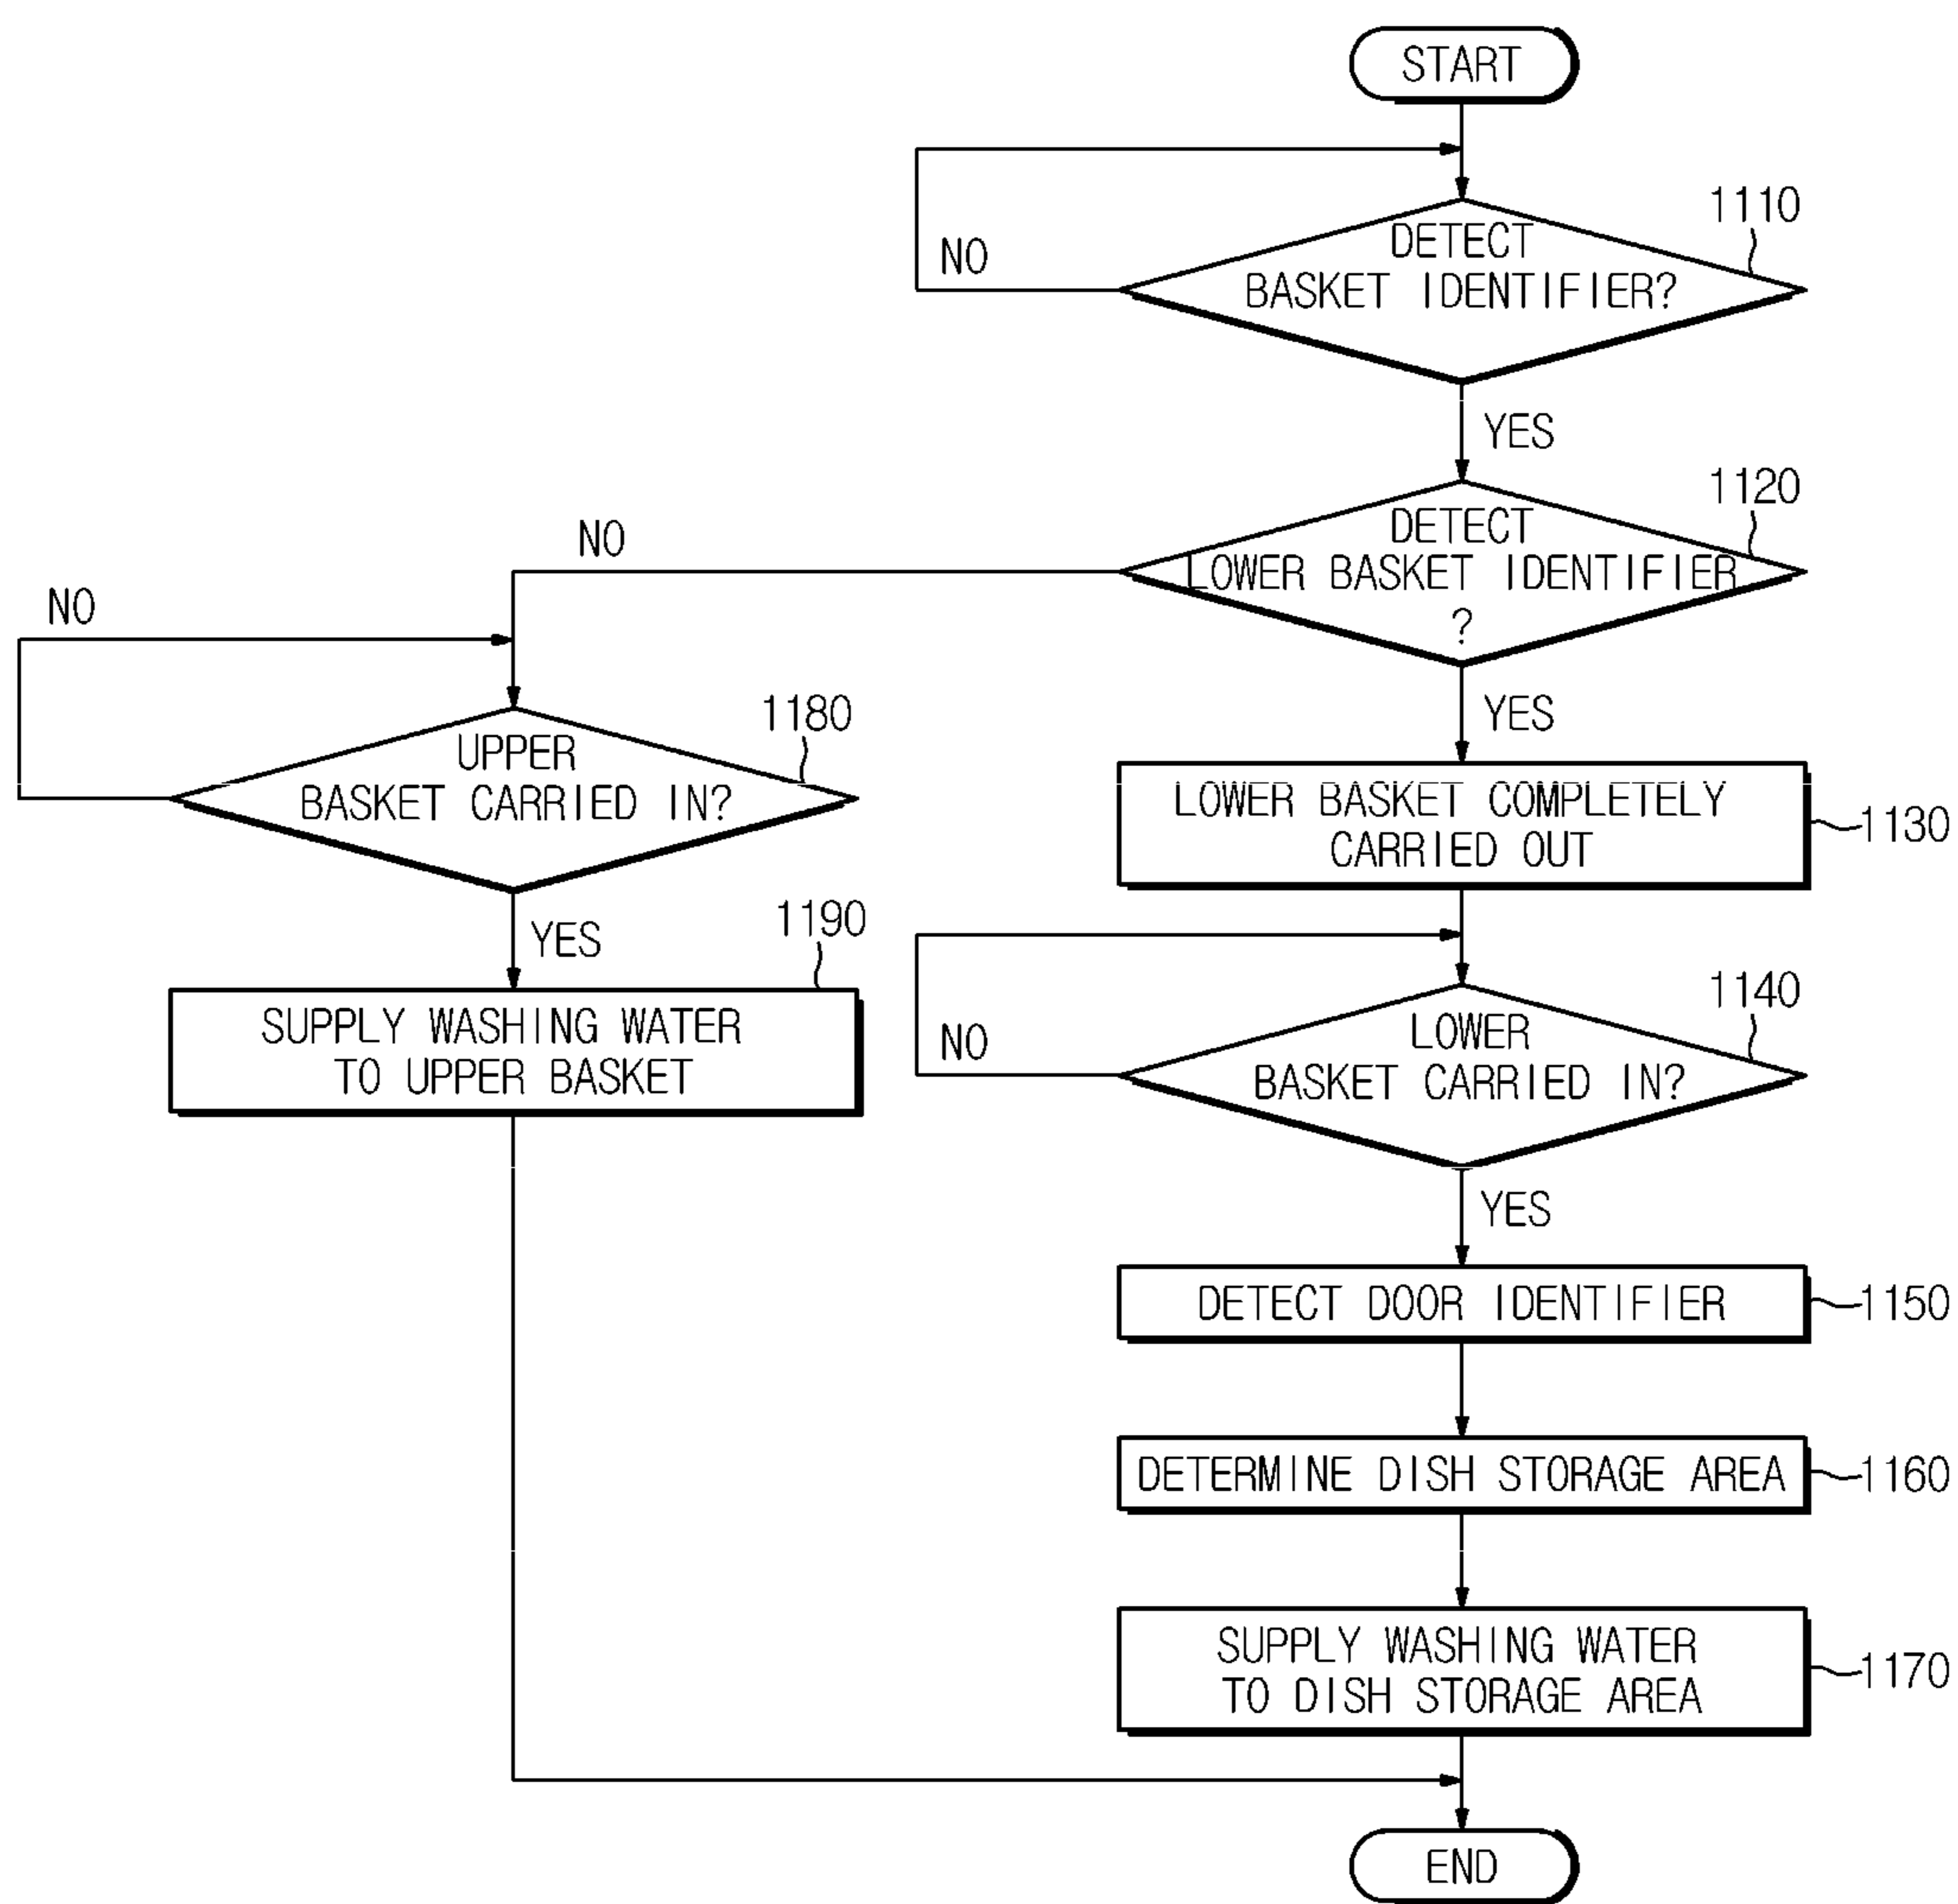 START
1110
DETECT
BASKET IDENTIFIER?
NO
YES
1120
DETECT
LOWER BASKET IDENTIFIER
?
NO
YES
NO
1180
UPPER
BASKET CARRIED IN?
YES
1190
SUPPLY WASHING WATER
TO UPPER BASKET
LOWER BASKET COMPLETELY
CARRIED OUT
1130
1140
LOWER
BASKET CARRIED IN?
NO
YES
DETECT DOOR IDENTIFIER
1150
DETERMINE DISH STORAGE AREA
1160
SUPPLY WASHING WATER
TO DISH STORAGE AREA
1170
END